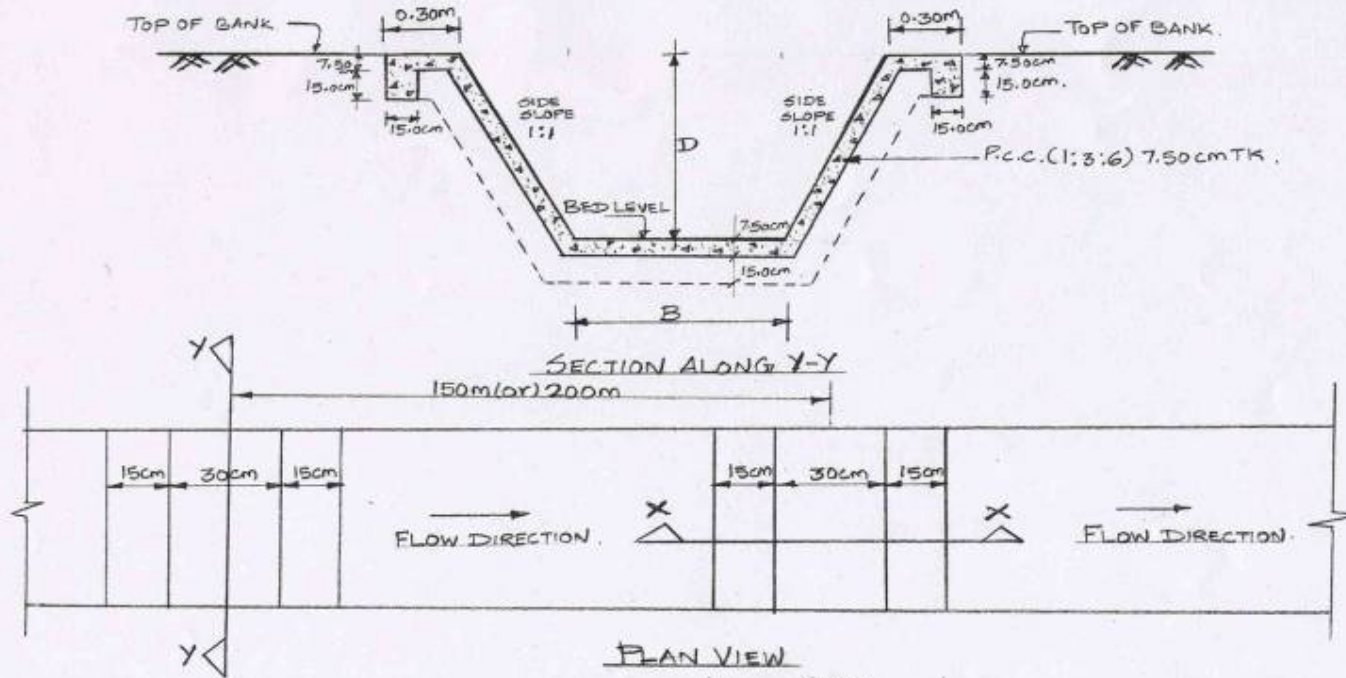 0.30m
0.30m
TOP OF BANK
TOP OF BANK.
7.50
7.50cm
15.0cm
15.0cm.
15.0cm
15.0cm
SIDE
SLOPE
1:1
SIDE
SLOPE
1:1
D
P.C.C.(1:3:6) 7.50cm TK.
BED LEVEL
7.50cm
15.0cm
B
SECTION ALONG Y-Y
Y
150m(or)200m
15cm
30cm
15cm
15cm
30cm
15cm
X
X
FLOW DIRECTION.
FLOW DIRECTION.
Y
PLAN VIEW